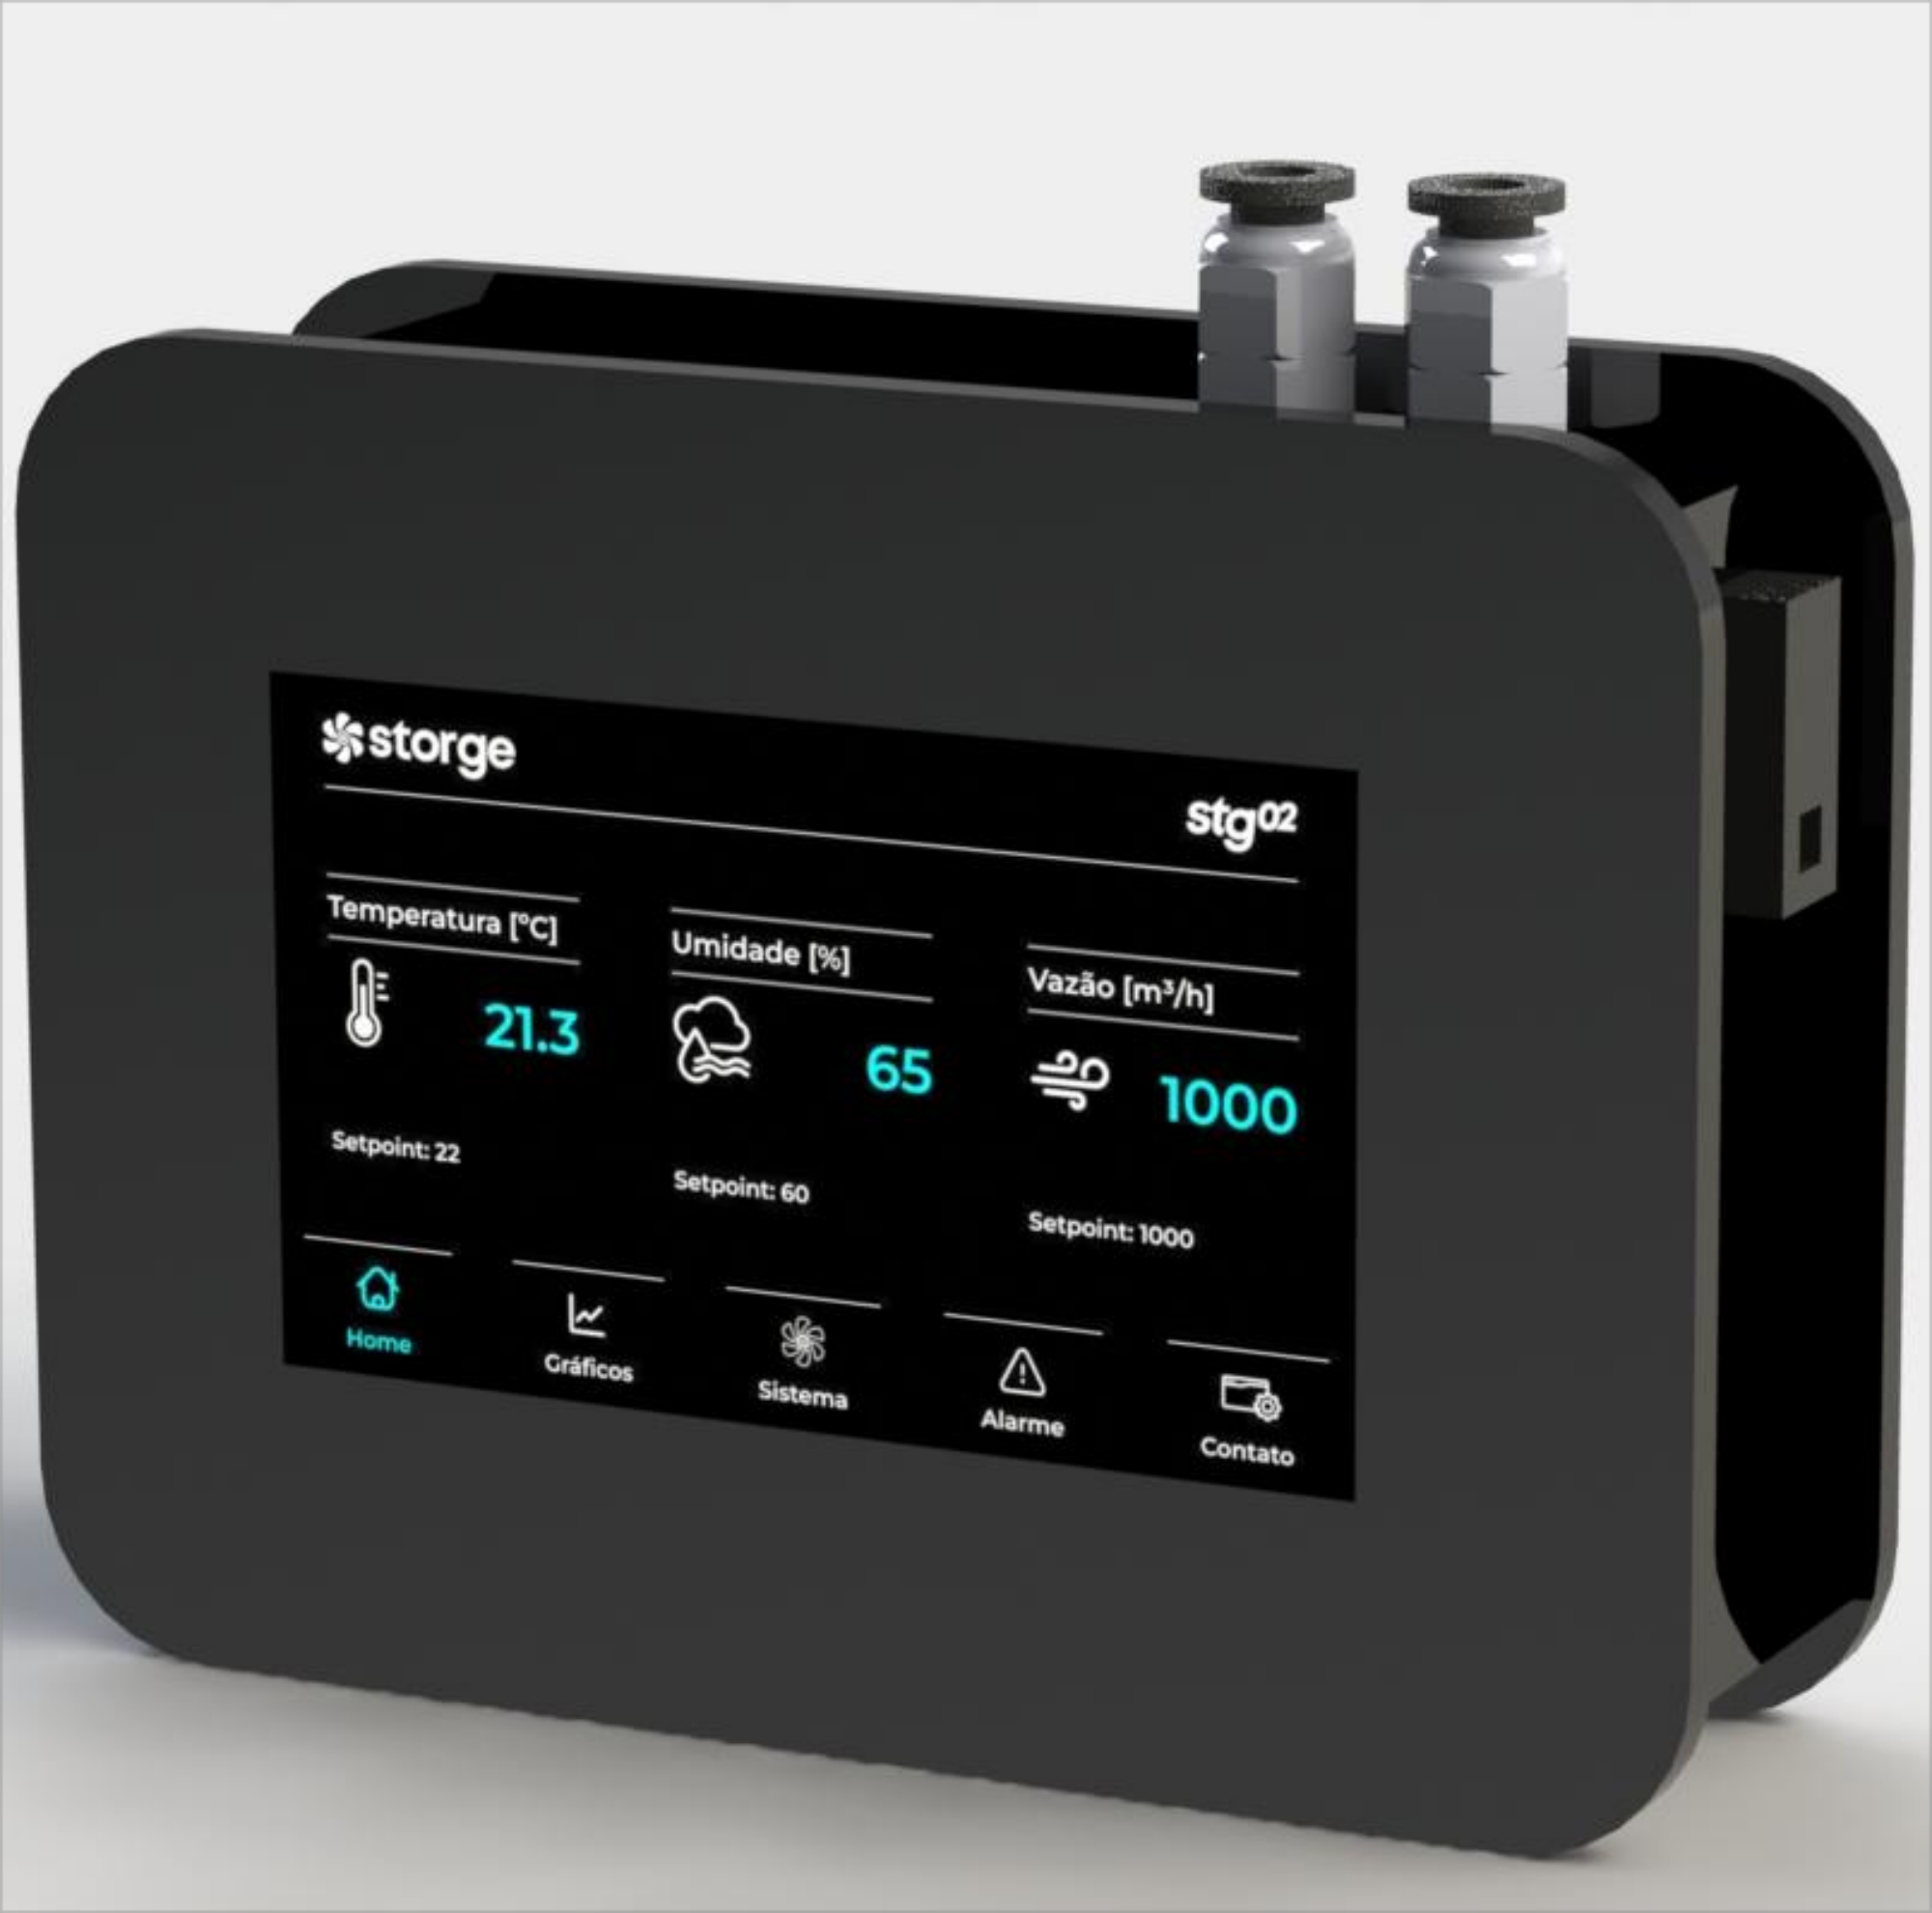 storge
stg⁰²
Temperatura [°C]
21.3
Setpoint: 22
Umidade [%]
65
Setpoint: 60
Vazão [m³/h]
1000
Setpoint: 1000
Home
Gráficos
Sistema
Alarme
Contato